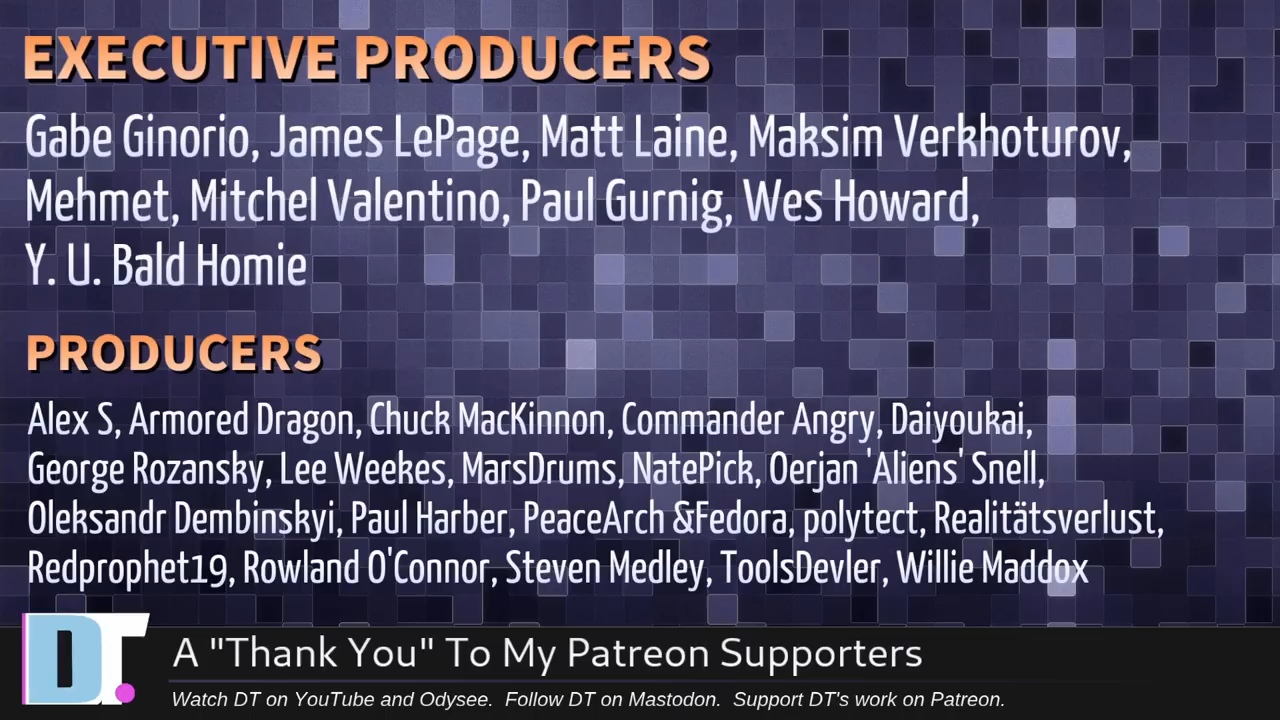 EXECUTIVE PRODUCERS
Gabe Ginorio, James LePage, Matt Laine, Maksim Verkhoturov,
Mehmet, Mitchel Valentino, Paul Gurnig, Wes Howard,
Y. U. Bald Homie
PRODUCERS
Alex S, Armored Dragon, Chuck MacKinnon, Commander Angry, Daiyoukai,
George Rozansky, Lee Weekes, MarsDrums, NatePick, Oerjan 'Aliens' Snell,
Oleksandr Dembinskyi, Paul Harber, PeaceArch &Fedora, polytect, Realitätsverlust,
Redprophet19, Rowland O'Connor, Steven Medley, ToolsDevler, Willie Maddox
DT.
A "Thank You" To My Patreon Supporters
Watch DT on YouTube and Odysee.  Follow DT on Mastodon.  Support DT's work on Patreon.